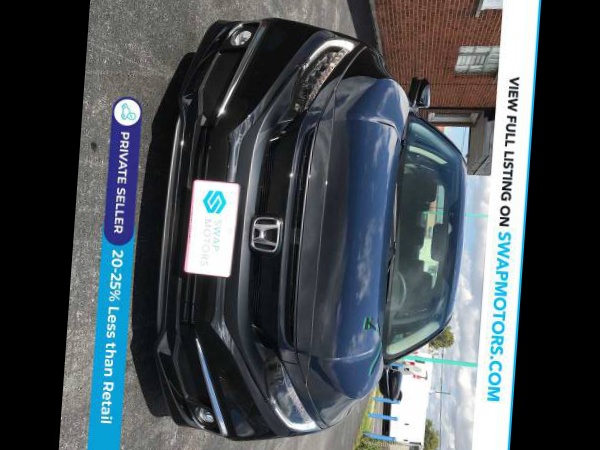 VIEW FULL LISTING ON SWAPMOTORS.COM
SWAP
MOTORS
PRIVATE SELLER
20-25% Less than Retail